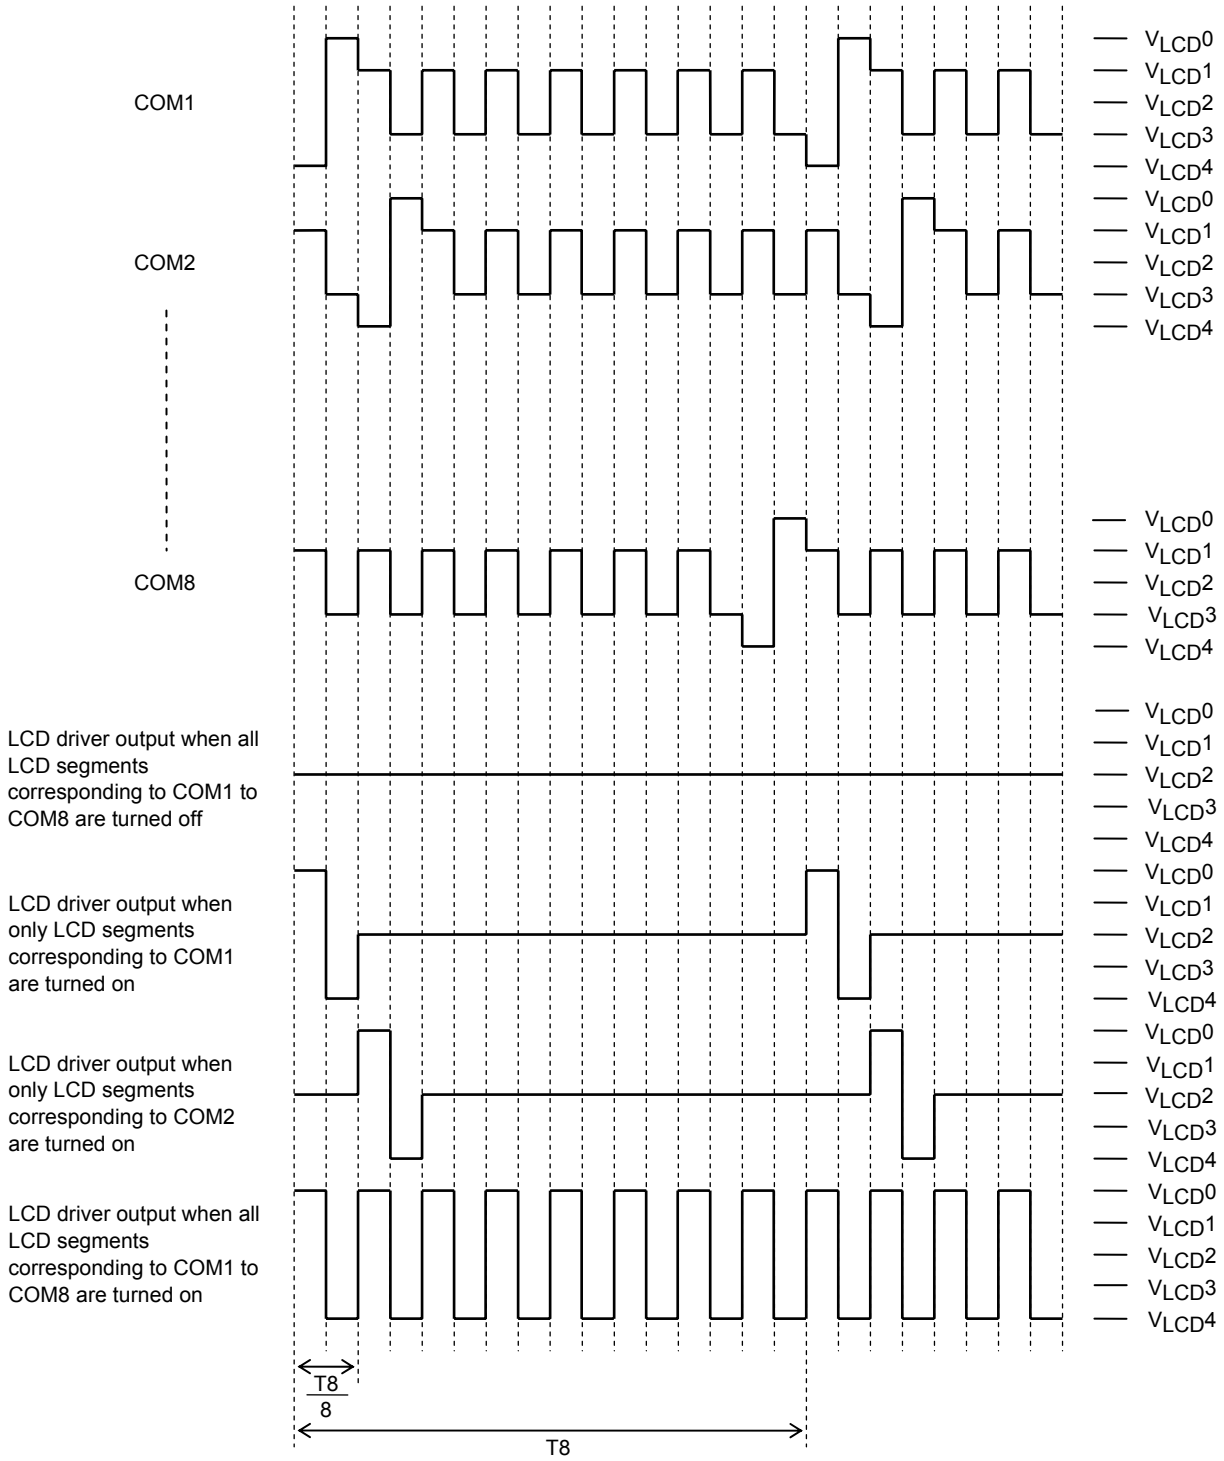 COM1
VLCD0
VLCD1
VLCD2
VLCD3
VLCD4
COM2
VLCD0
VLCD1
VLCD2
VLCD3
VLCD4
COM8
VLCD0
VLCD1
VLCD2
VLCD3
VLCD4
LCD driver output when all
LCD segments
corresponding to COM1 to
COM8 are turned off
VLCD0
VLCD1
VLCD2
VLCD3
VLCD4
LCD driver output when
only LCD segments
corresponding to COM1
are turned on
VLCD0
VLCD1
VLCD2
VLCD3
VLCD4
LCD driver output when
only LCD segments
corresponding to COM2
are turned on
VLCD0
VLCD1
VLCD2
VLCD3
VLCD4
LCD driver output when all
LCD segments
corresponding to COM1 to
COM8 are turned on
VLCD0
VLCD1
VLCD2
VLCD3
VLCD4
T8
8
T8